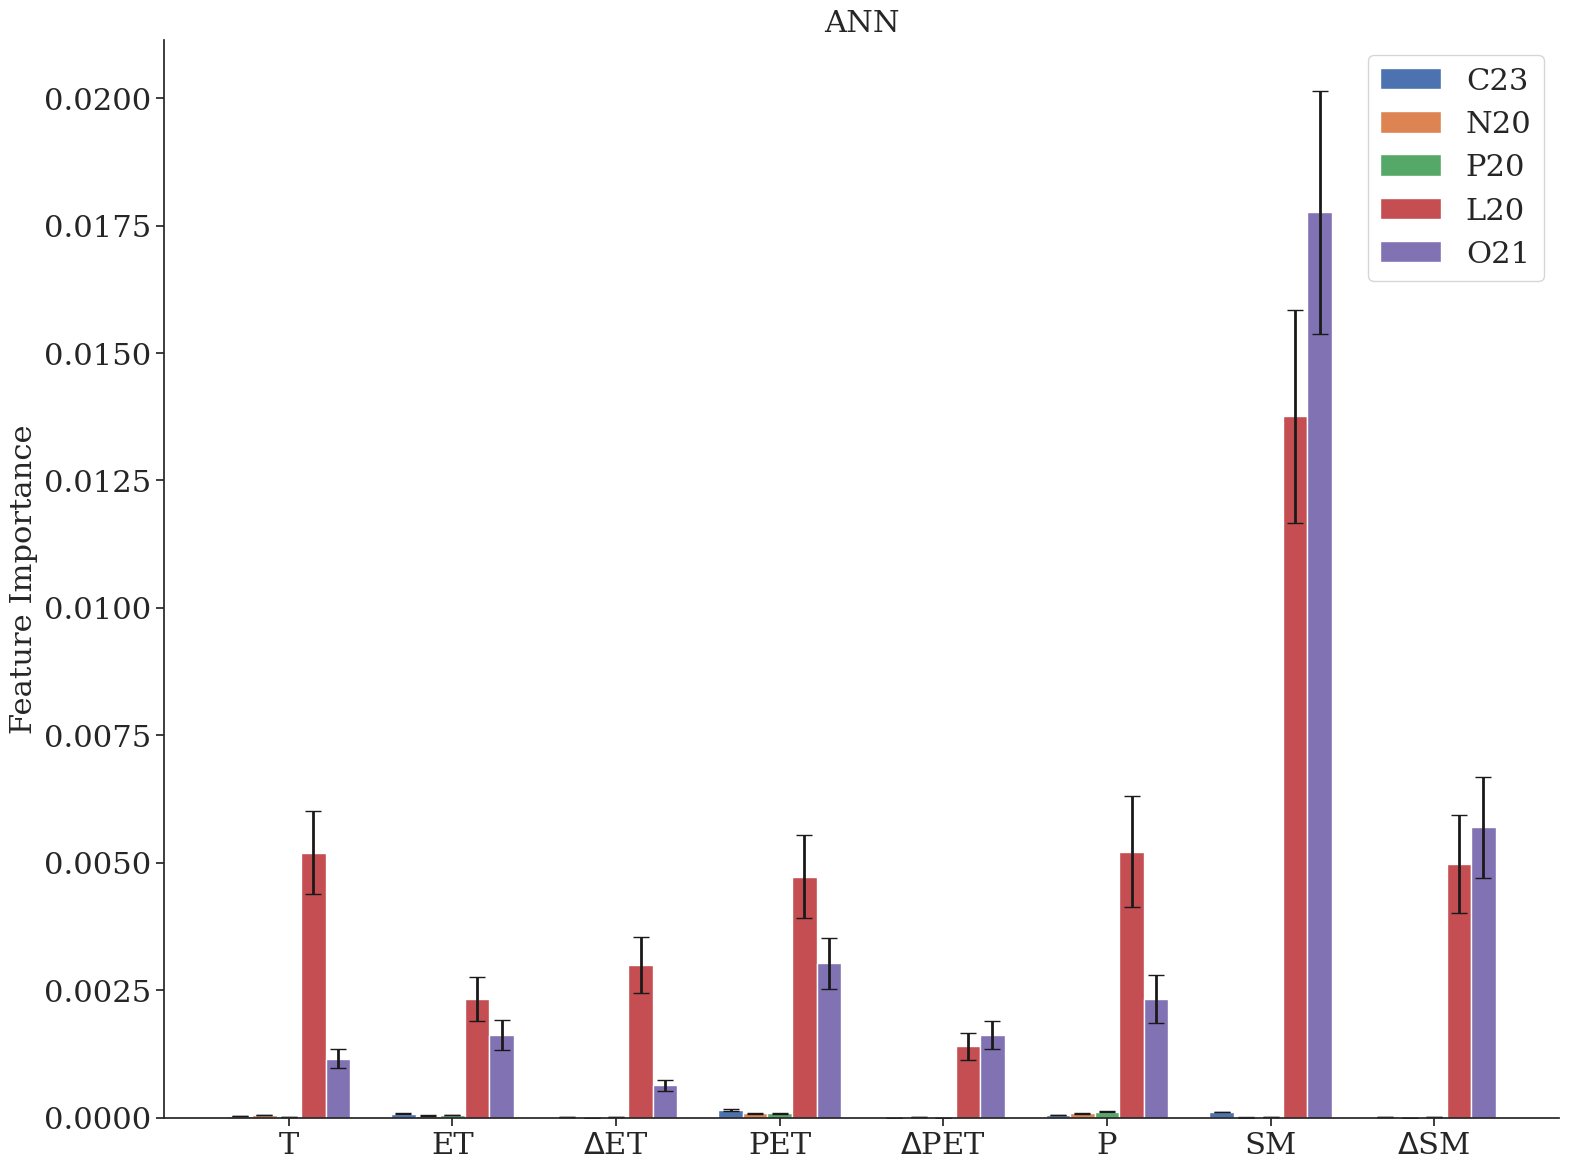 ANN
C23
N20
P20
L20
O21
Feature Importance
0.0200
0.0175
0.0150
0.0125
0.0100
0.0075
0.0050
0.0025
0.0000
T ET ΔET PET ΔPET P SM ΔSM